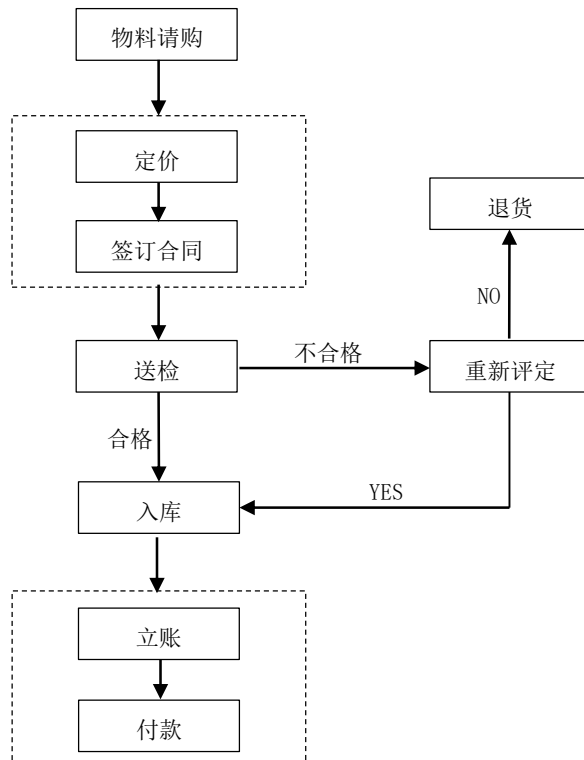 物料请购
定价
签订合同
退货
NO
送检
不合格
重新评定
合格
YES
入库
立账
付款